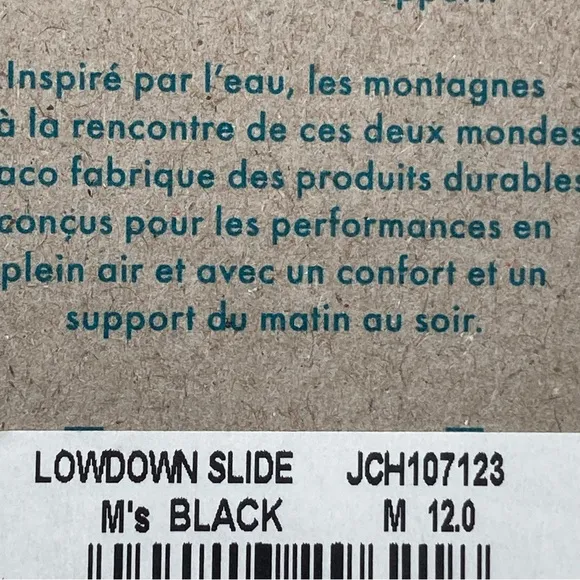 Inspiré par l'eau, les montagnes
à la rencontre de ces deux mondes
aco fabrique des produits durables
conçus pour les performances en
plein air et avec un confort et un
support du matin au soir.
LOWDOWN SLIDE JCH107123
M's BLACK M 12.0